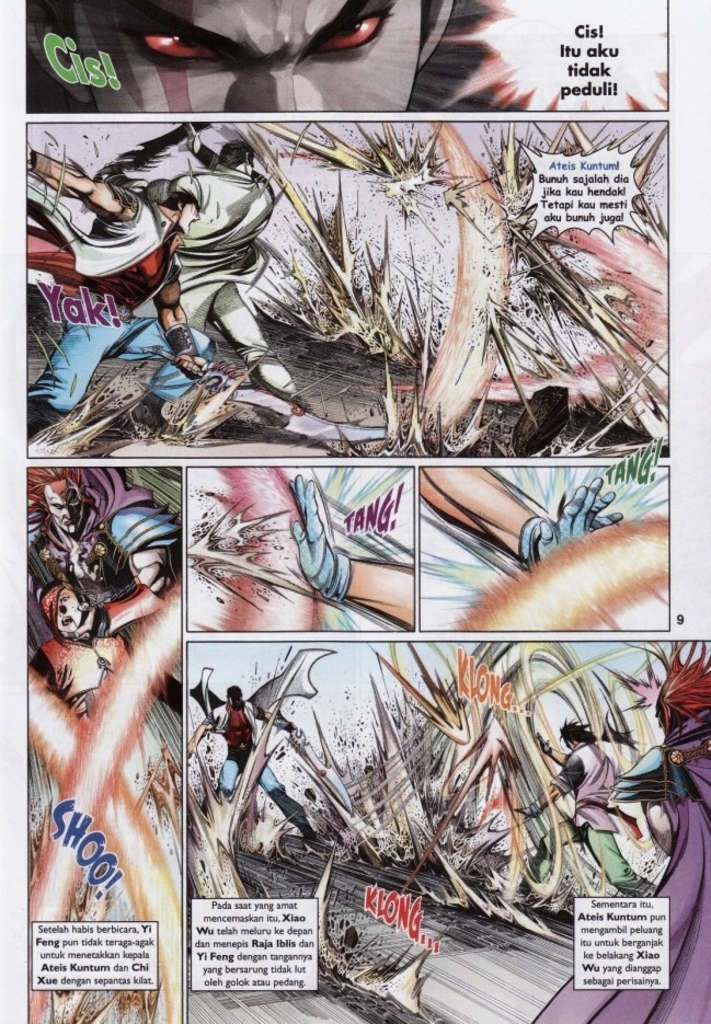 Cis!
Cis!
Itu aku
tidak
peduli!
Ateis Kuntum!
Bunuh sajalah dia
jika kau hendak!
Tetapi kau mesti
aku bunuh juga!
Yak!
TANG!
TANG!
9
SHOO!
Setelah habis berbicara, Yi
Feng pun tidak teraga-agak
untuk menetakkan kepala
Ateis Kuntum dan Chi
Xue dengan sepantas kilat.
KLONG...
KLONG...
Pada saat yang amat
mencemaskan itu, Xiao
Wu telah meluru ke depan
dan menepis Raja Iblis dan
Yi Feng dengan tangannya
yang bersarung tidak lut
oleh golok atau pedang.
Sementara itu,
Ateis Kuntum pun
mengambil peluang
itu untuk berganjak
ke belakang Xiao
Wu yang dianggap
sebagai perisainya.